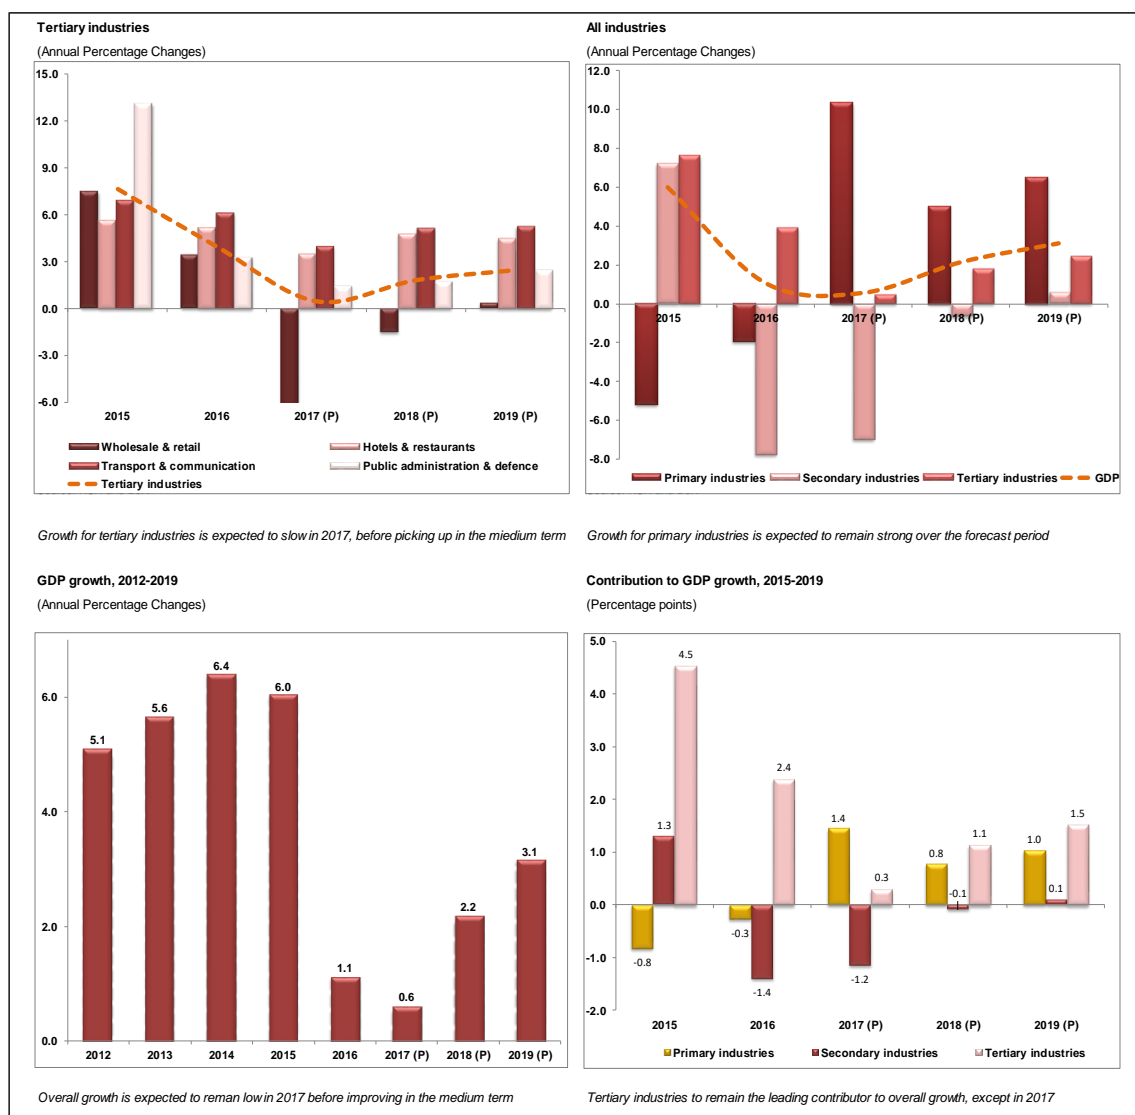 Tertiary industries
(Annual Percentage Changes)
15.0
12.0
9.0
6.0
3.0
0.0
-3.0
-6.0
2015 2016 2017 (P) 2018 (P) 2019 (P)
Wholesale & retail Hotels & restaurants
Transport & communication Public administration & defence
Tertiary industries
Growth for tertiary industries is expected to slow in 2017, before picking up in the miedium term
All industries
(Annual Percentage Changes)
12.0
10.0
8.0
6.0
4.0
2.0
0.0
-2.0
-4.0
-6.0
-8.0
2015 2016 2017 (P) 2018 (P) 2019 (P)
Primary industries Secondary industries Tertiary industries GDP
Growth for primary industries is expected to remain strong over the forecast period
GDP growth, 2012-2019
(Annual Percentage Changes)
6.0
4.0
2.0
0.0
5.1 5.6 6.4 6.0 1.1 0.6 2.2 3.1
2012 2013 2014 2015 2016 2017 (P) 2018 (P) 2019 (P)
Overall growth is expected to reman low in 2017 before improving in the medium term
Contribution to GDP growth, 2015-2019
(Percentage points)
5.0
4.0
3.0
2.0
1.0
0.0
-1.0
-2.0
-0.8 1.3 4.5
-0.3 -1.4 2.4
1.4 -1.2 0.3
0.8 -0.1 1.1
1.0 0.1 1.5
2015 2016 2017 (P) 2018 (P) 2019 (P)
Primary industries Secondary industries Tertiary industries
Tertiary industries to remain the leading contributor to overall growth, except in 2017